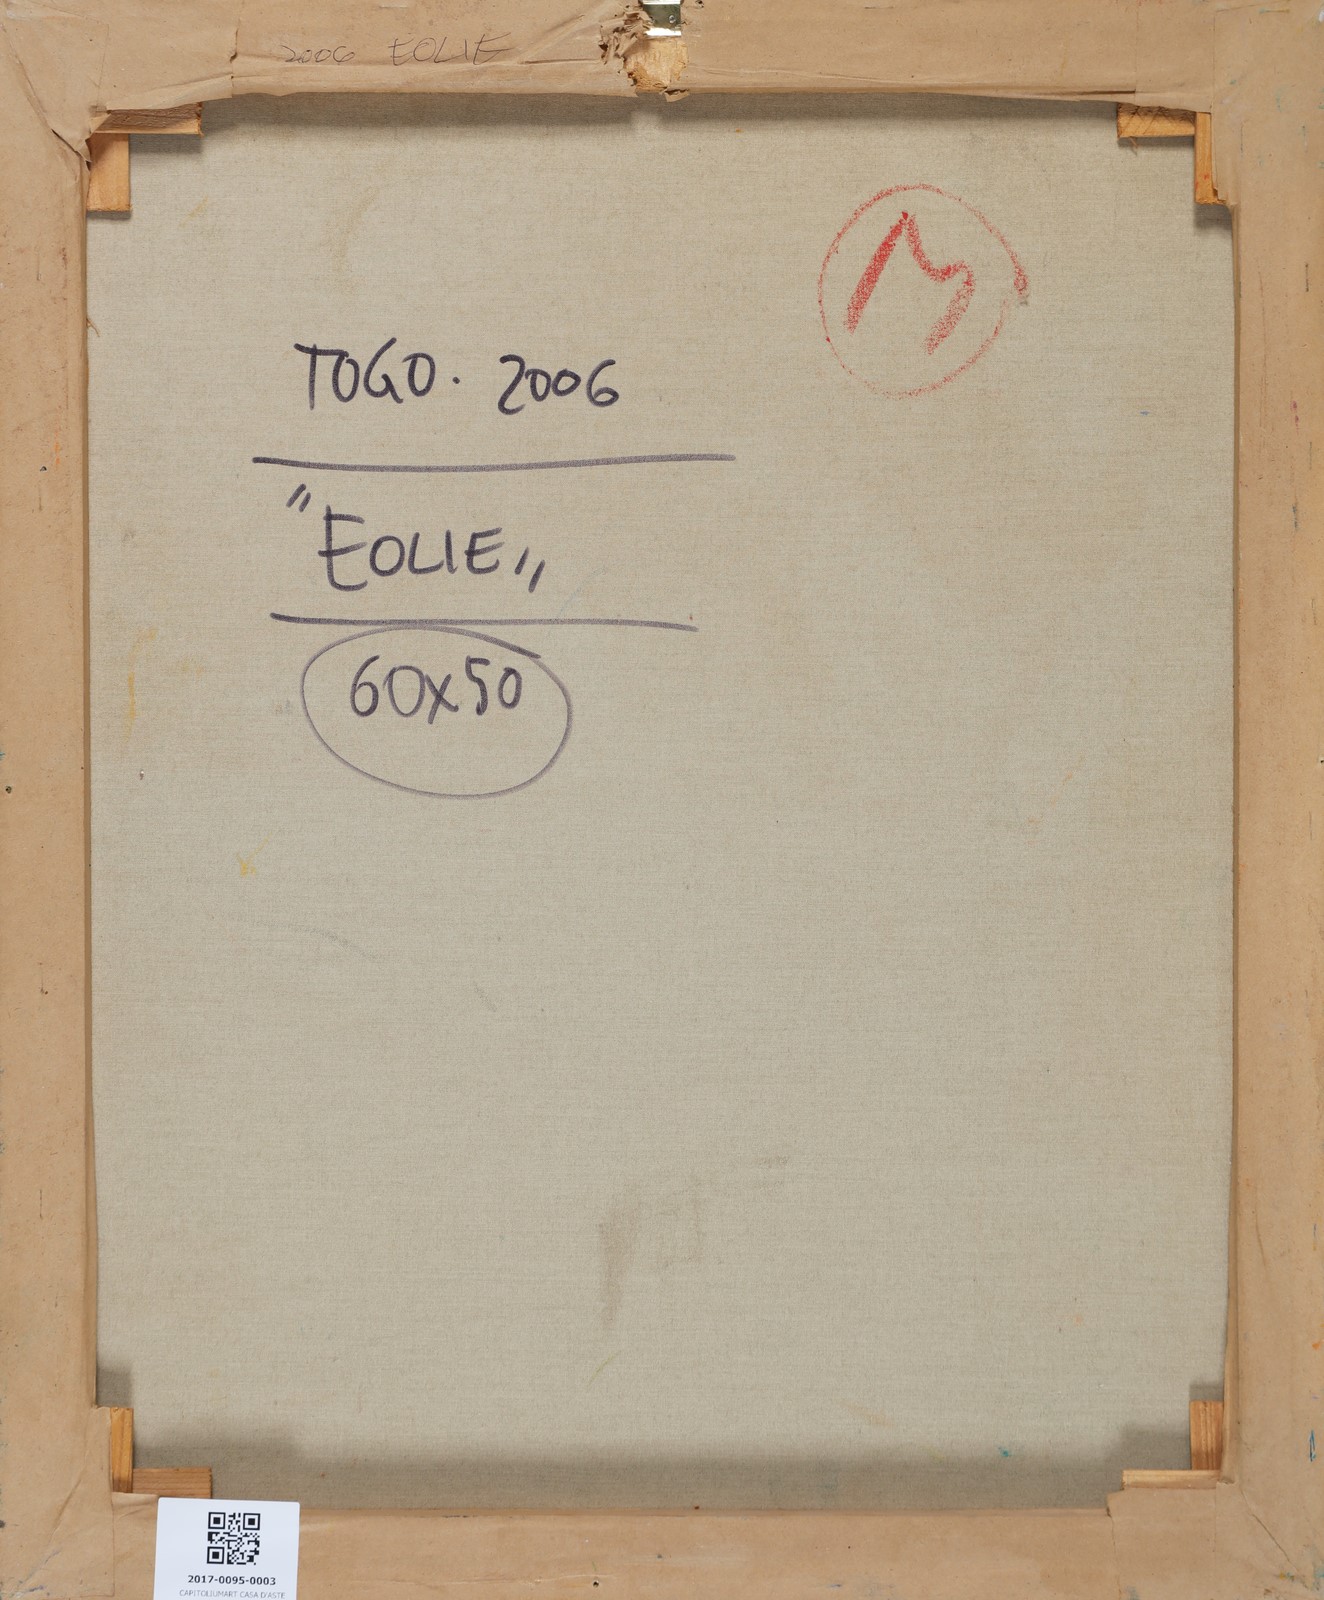 2006 EOLIE
M
TOGO. 2006
"EOLIE„
60x50
2017-0095-0003
CAPITOLIUMART CASA D'ASTE